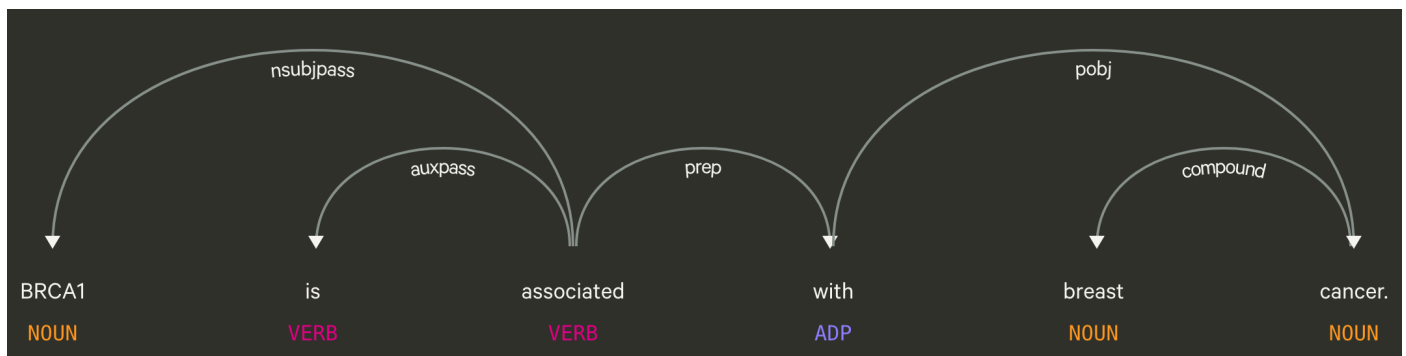 nsubjpass pobj
auxpass prep compound
BRCA1 is associated with breast cancer.
NOUN VERB VERB ADP NOUN NOUN